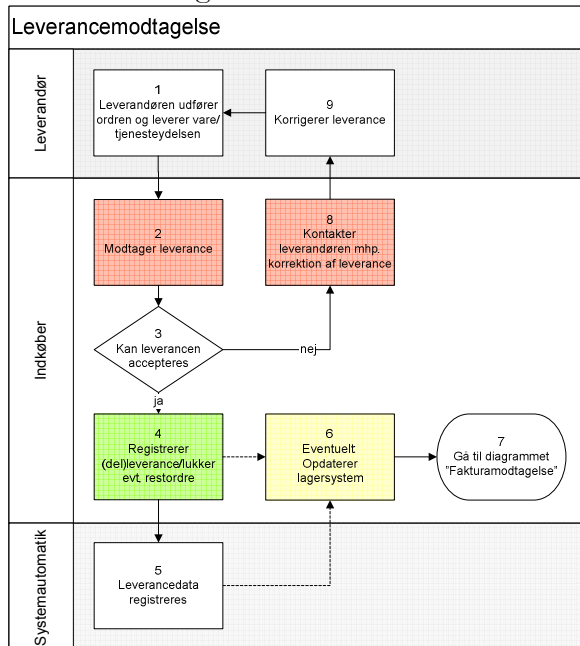 Leverancemodtagelse
Leverandør
1
Leverandøren udfører
ordren og leverer vare/
tjenesteydelsen
9
Korrigerer leverance
Indkøber
2
Modtager leverance
8
Kontakter
leverandøren mhp.
korrektion af leverance
3
Kan leverancen
accepteres
nej
ja
4
Registrerer
(del)leverance/lukker
evt. restordre
6
Eventuelt
Opdaterer
lagersystem
7
Gå til diagrammet
"Fakturamodtagelse"
Systemautomatik
5
Leverancedata
registreres